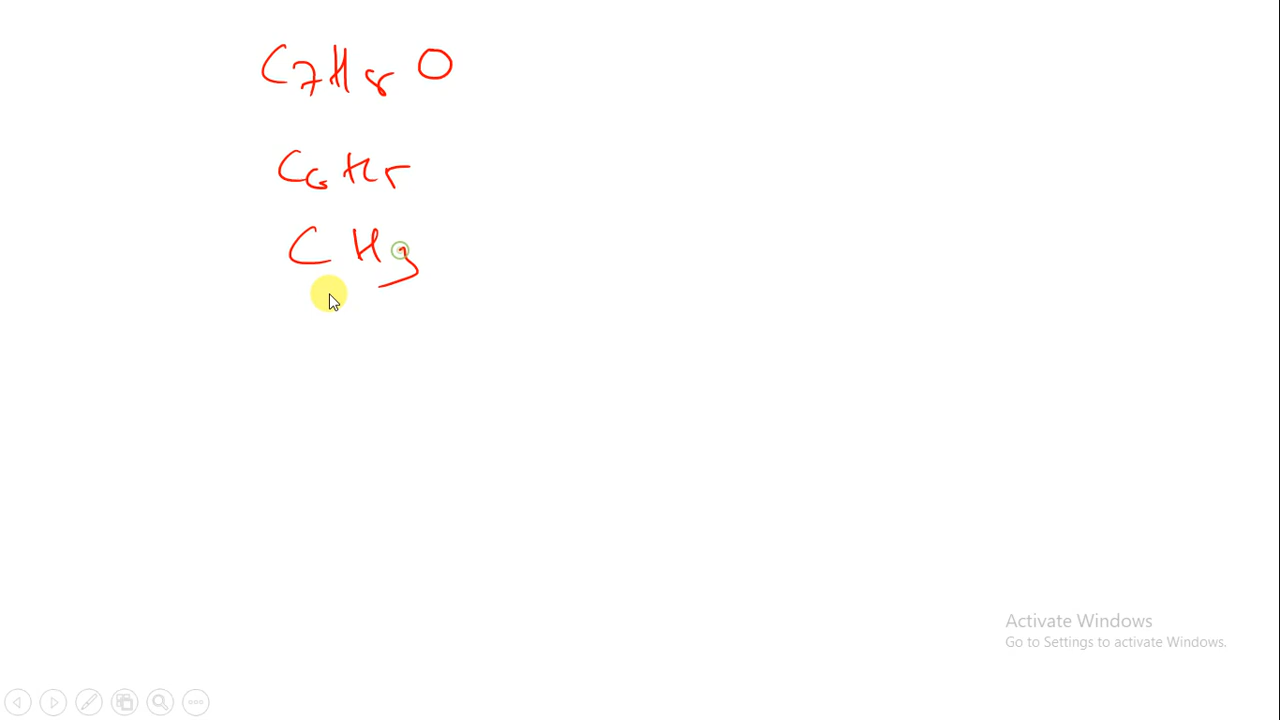 C7H8O
C6H5
CH3
Activate Windows
Go to Settings to activate Windows.